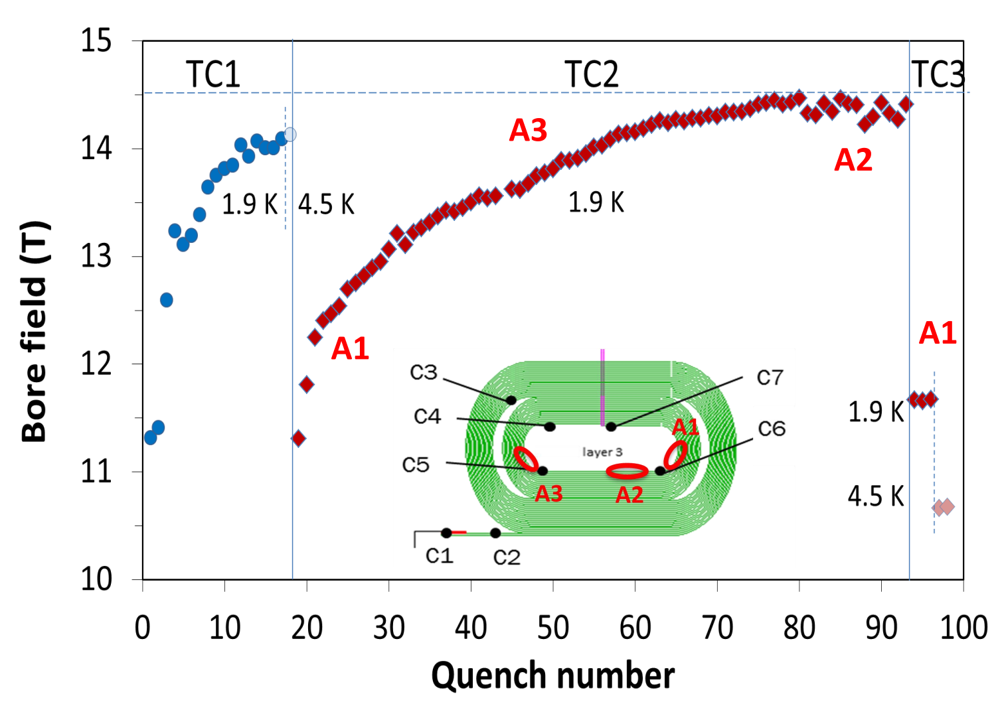 15
TC1
TC2
TC3
A3
14
A2
1.9 K
4.5 K
1.9 K
Bore field (T)
13
A1
A1
12
C3
C7
C4
A1
1.9 K
C6
layer 3
C5
11
A3
A2
4.5 K
C1
C2
10
0 10 20 30 40 50 60 70 80 90 100
Quench number